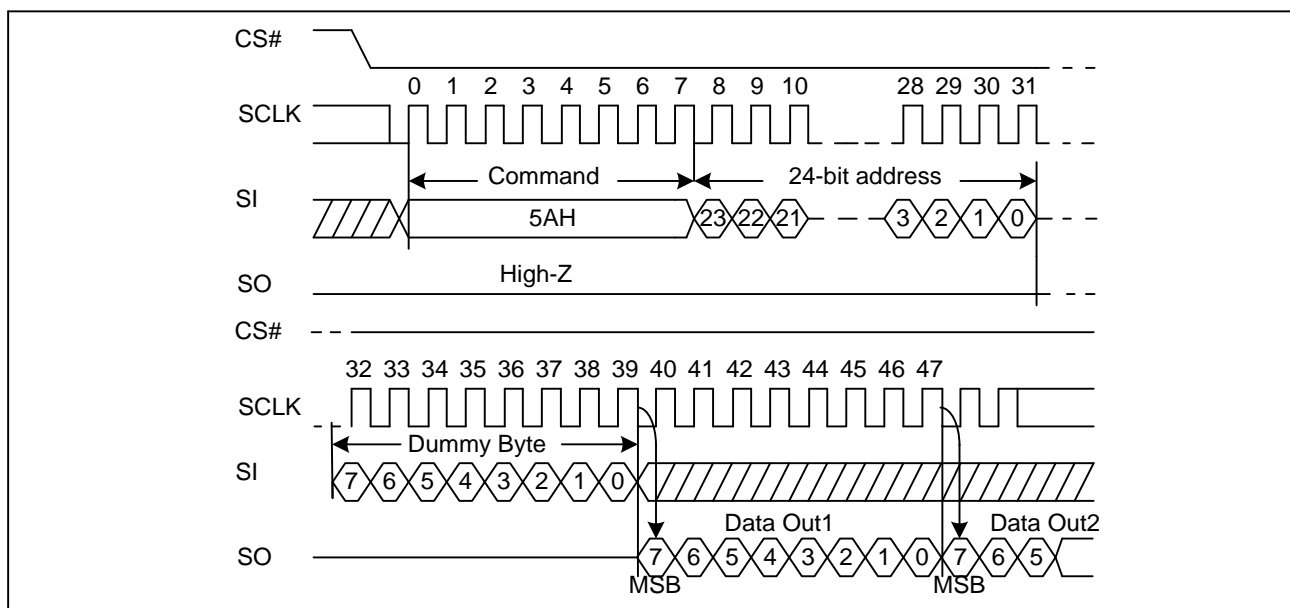 CS#
0 1 2 3 4 5 6 7 8 9 10 28 29 30 31
SCLK
Command 24-bit address
SI
5AH 23 22 21 3 2 1 0
High-Z
SO
CS#
32 33 34 35 36 37 38 39 40 41 42 43 44 45 46 47
SCLK
Dummy Byte
SI
7 6 5 4 3 2 1 0
Data Out1 Data Out2
SO
7 6 5 4 3 2 1 0 7 6 5
MSB MSB